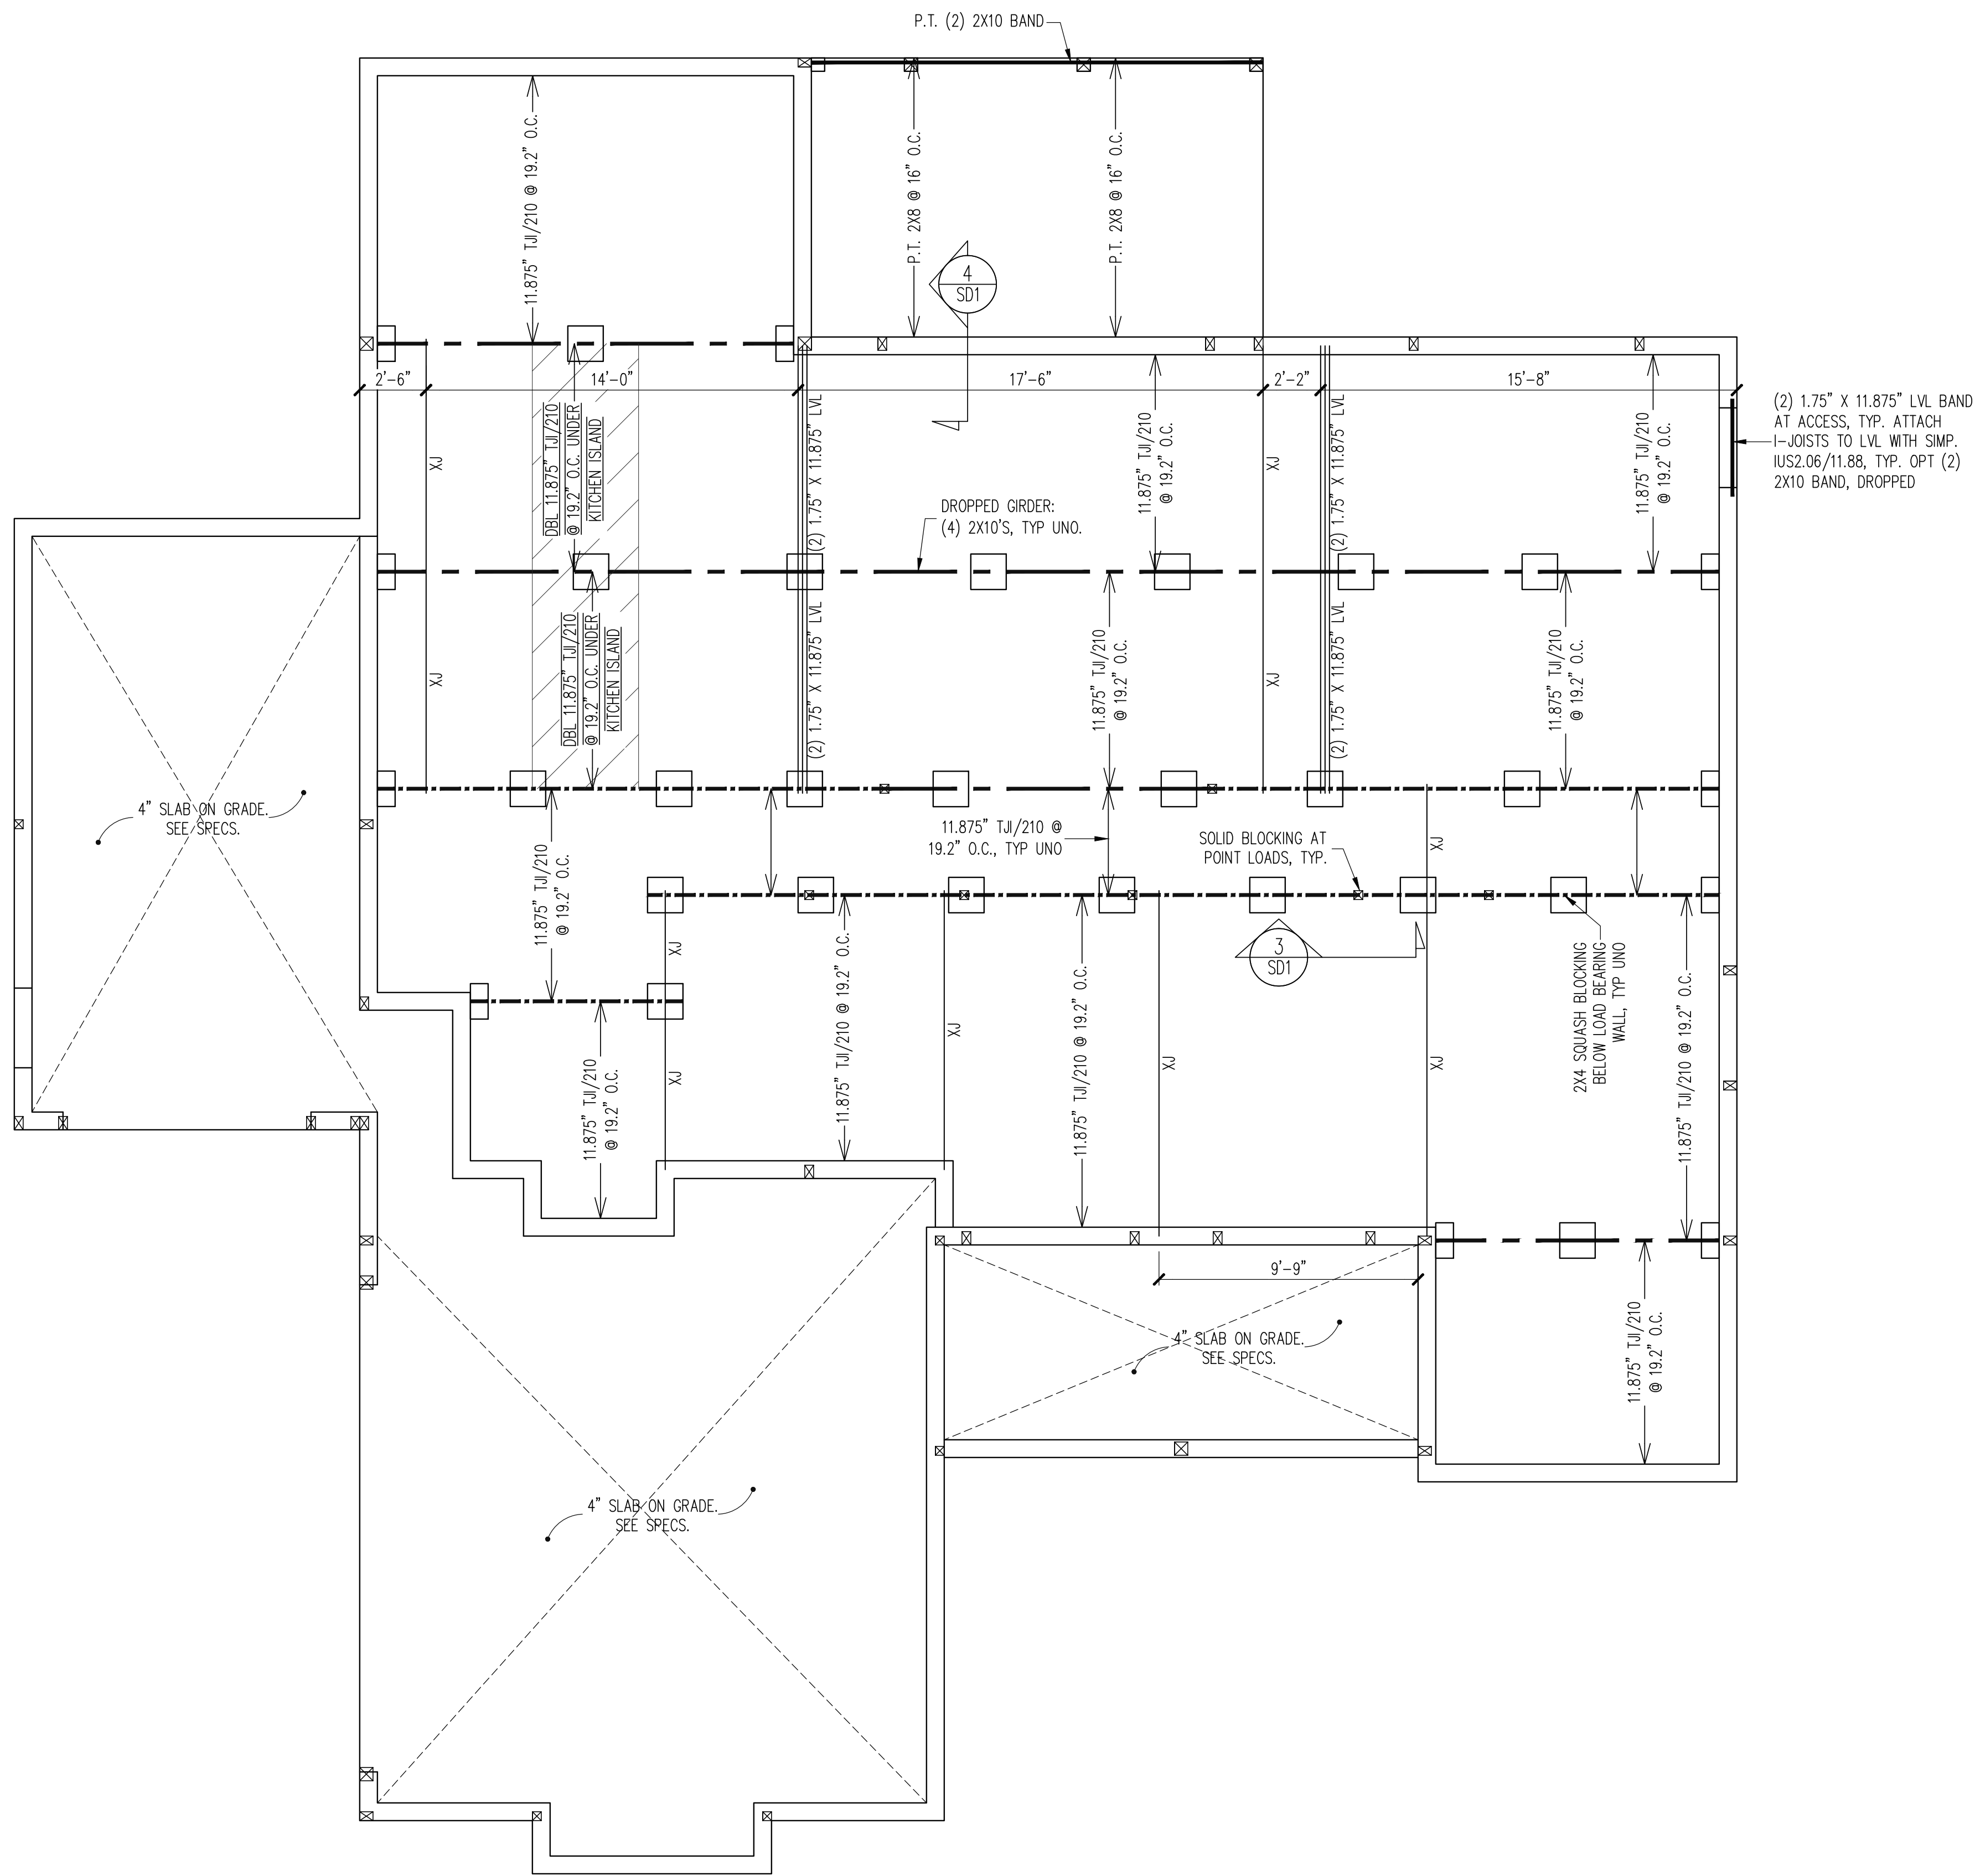 P.T. (2) 2X10 BAND
11.875" TJI/210 @ 19.2" O.C.
P.T. 2X8 @ 16" O.C.
P.T. 2X8 @ 16" O.C.
4
SD1
2'-6"
14'-0"
17'-6"
2'-2"
15'-8"
(2) 1.75" X 11.875" LVL BAND
AT ACCESS, TYP. ATTACH
I-JOISTS TO LVL WITH SIMP.
IUS2.06/11.88, TYP. OPT (2)
2X10 BAND, DROPPED
XJ
DBL 11.875" TJI/210
@ 19.2" O.C. UNDER
KITCHEN ISLAND
(2) 1.75" X 11.875" LVL
DROPPED GIRDER:
(4) 2X10'S, TYP UNO.
11.875" TJI/210
@ 19.2" O.C.
XJ
(2) 1.75" X 11.875" LVL
11.875" TJI/210
@ 19.2" O.C.
XJ
DBL 11.875" TJI/210
@ 19.2" O.C. UNDER
KITCHEN ISLAND
(2) 1.75" X 11.875" LVL
11.875" TJI/210
@ 19.2" O.C.
XJ
(2) 1.75" X 11.875" LVL
11.875" TJI/210
@ 19.2" O.C.
4" SLAB ON GRADE.
SEE SPECS.
11.875" TJI/210
@ 19.2" O.C.
11.875" TJI/210 @
19.2" O.C., TYP UNO
SOLID BLOCKING AT
POINT LOADS, TYP.
XJ
XJ
11.875" TJI/210 @ 19.2" O.C.
XJ
11.875" TJI/210 @ 19.2" O.C.
3
SD1
2X4 SQUASH BLOCKING
BELOW LOAD BEARING
WALL, TYP UNO
11.875" TJI/210 @ 19.2" O.C.
11.875" TJI/210
@ 19.2" O.C.
XJ
XJ
XJ
9'-9"
4" SLAB ON GRADE.
SEE SPECS.
11.875" TJI/210
@ 19.2" O.C.
4" SLAB ON GRADE.
SEE SPECS.